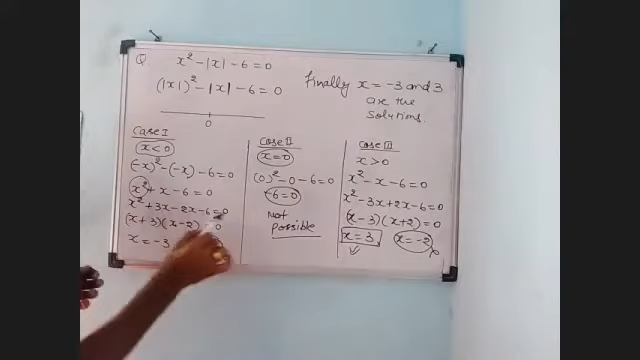 Q x² - |x| - 6 = 0
(|x|)² - |x| - 6 = 0
0
Finally x = -3 and 3
are the
solutions.
Case I
x < 0
(-x)² - (-x) - 6 = 0
x² + x - 6 = 0
x² + 3x - 2x - 6 = 0
(x + 3)(x - 2) = 0
x = -3
Case II
x = 0
(0)² - 0 - 6 = 0
-6 = 0
Not
possible
Case III
x > 0
x² - x - 6 = 0
x² - 3x + 2x - 6 = 0
(x - 3)(x + 2) = 0
x = 3 x = -2